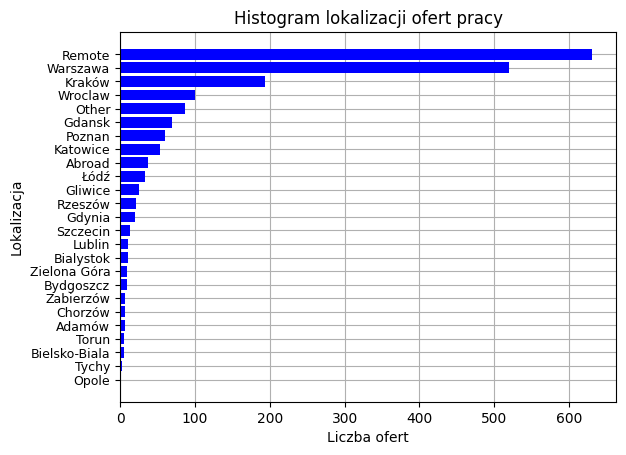 Histogram lokalizacji ofert pracy
Lokalizacja
Remote
Warszawa
Kraków
Wroclaw
Other
Gdansk
Poznan
Katowice
Abroad
Łódź
Gliwice
Rzeszów
Gdynia
Szczecin
Lublin
Bialystok
Zielona Góra
Bydgoszcz
Zabierzów
Chorzów
Adamów
Torun
Bielsko-Biala
Tychy
Opole
0 100 200 300 400 500 600
Liczba ofert